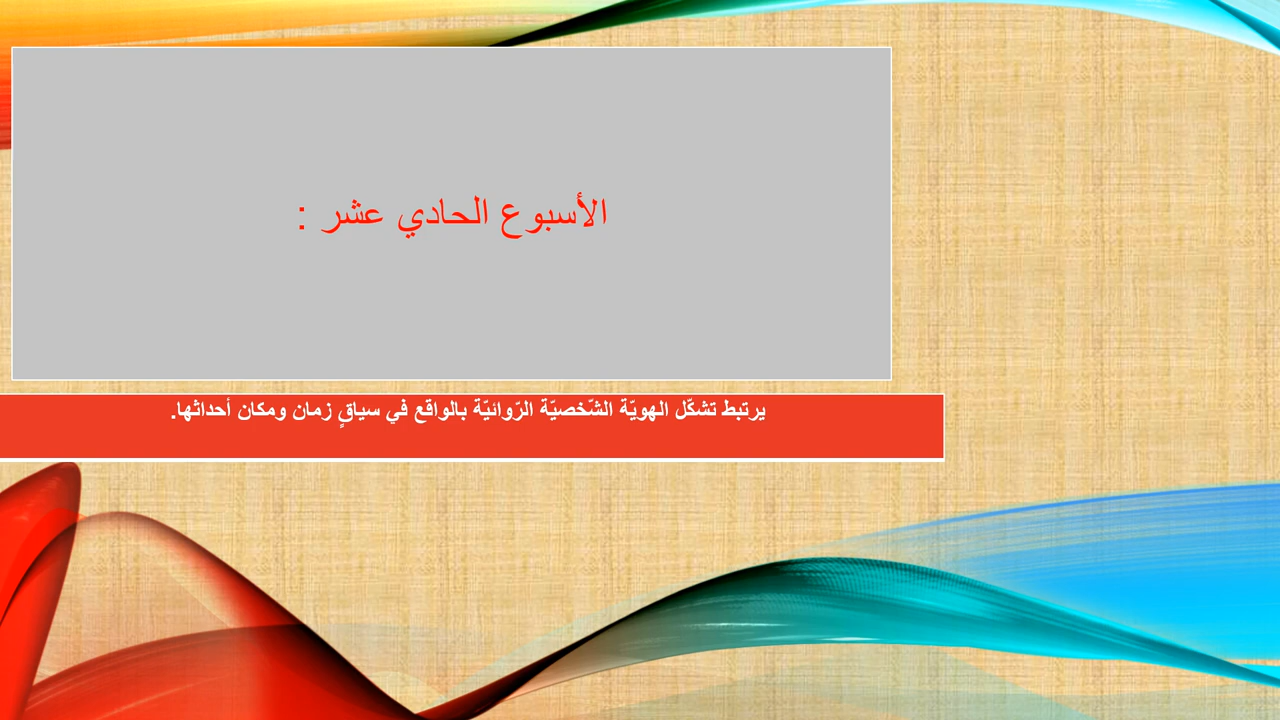 الأسبوع الحادي عشر :
يرتبط تشكّل الهويّة الشّخصيّة الرّوائيّة بالواقع في سياقٍ زمان ومكان أحداثها.